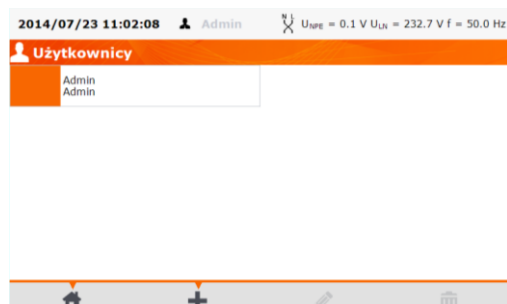 2014/07/23 11:02:08 Admin N L UNPE = 0.1 V ULN = 232.7 V f = 50.0 Hz
Użytkownicy
Admin
Admin